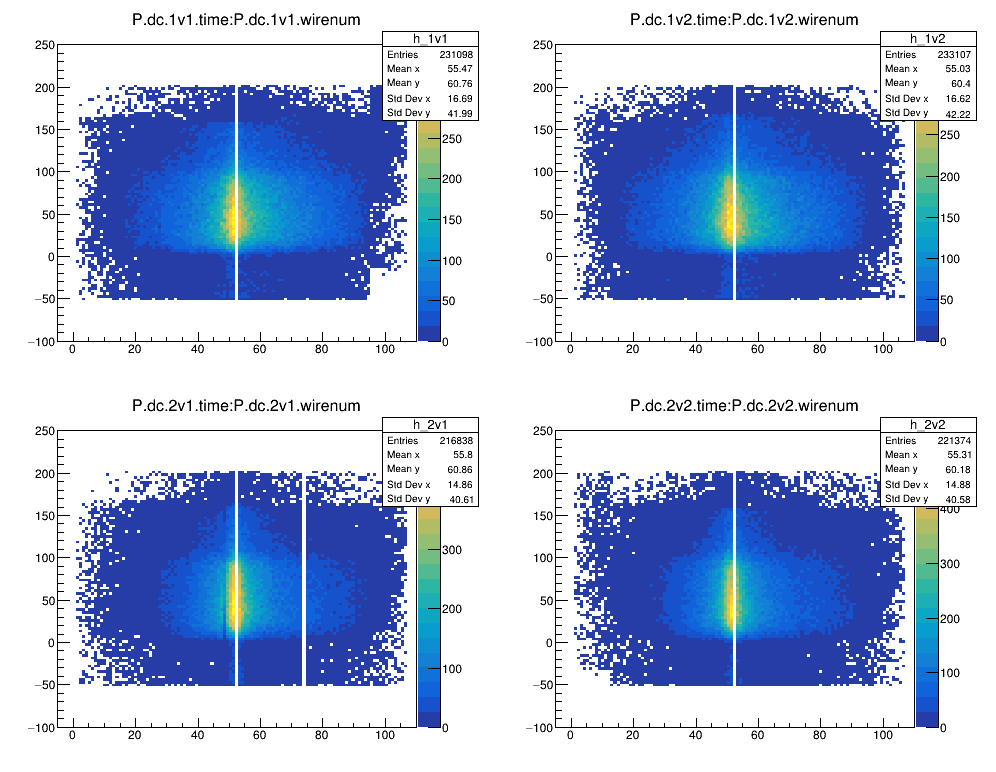 P.dc.1v1.time:P.dc.1v1.wirenum
h_1v1
Entries 231098
Mean x 55.47
Mean y 60.76
Std Dev x 16.69
Std Dev y 41.99
250
200
150
100
50
0
−50
−100
0 20 40 60 80 100
250
200
150
100
50
0
P.dc.1v2.time:P.dc.1v2.wirenum
h_1v2
Entries 233107
Mean x 55.03
Mean y 60.4
Std Dev x 16.62
Std Dev y 42.22
250
200
150
100
50
0
−50
−100
0 20 40 60 80 100
250
200
150
100
50
0
P.dc.2v1.time:P.dc.2v1.wirenum
h_2v1
Entries 216838
Mean x 55.8
Mean y 60.86
Std Dev x 14.86
Std Dev y 40.61
250
200
150
100
50
0
−50
−100
0 20 40 60 80 100
300
200
100
0
P.dc.2v2.time:P.dc.2v2.wirenum
h_2v2
Entries 221374
Mean x 55.31
Mean y 60.18
Std Dev x 14.88
Std Dev y 40.58
250
200
150
100
50
0
−50
−100
0 20 40 60 80 100
400
300
200
100
0